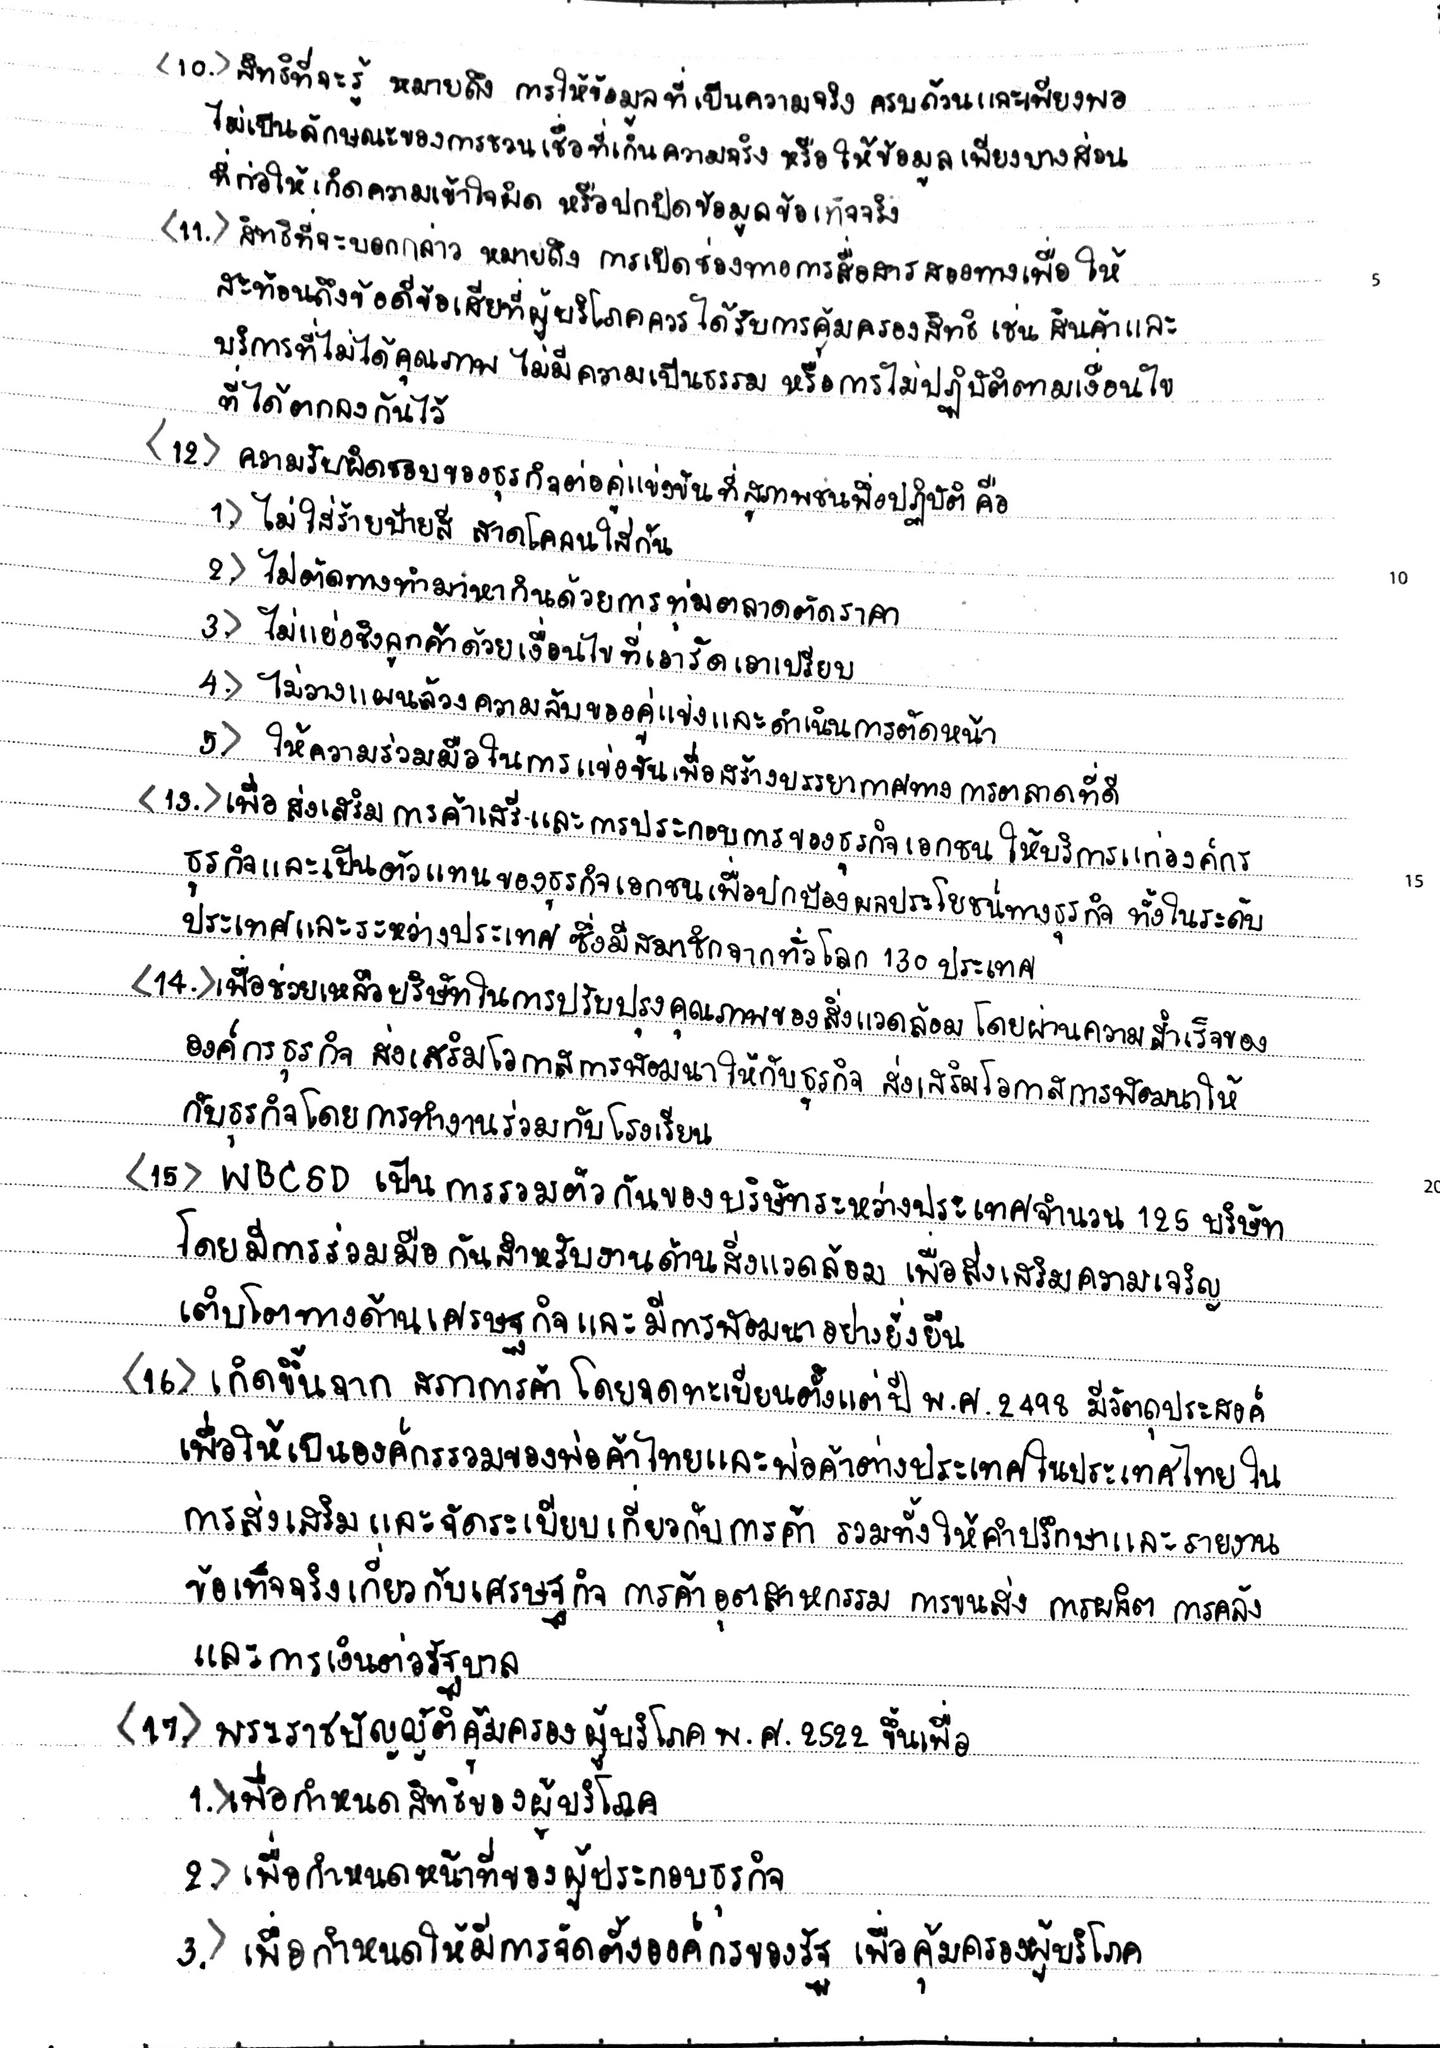 <10.> สิทธิที่จะรู้ หมายถึง การให้ข้อมูลที่เป็นความจริง ครบถ้วนและเพียงพอ
ไม่เป็นลักษณะของการชวนเชื่อที่เกินความจริง หรือให้ข้อมูลเพียงบางส่วน
ที่ก่อให้เกิดความเข้าใจผิด หรือปกปิดข้อมูลข้อเท็จจริง
<11.> สิทธิที่จะบอกกล่าว หมายถึง การเปิดช่องทางการสื่อสารสองทางเพื่อให้
5
สะท้อนถึงข้อดีข้อเสียที่ผู้บริโภคควรได้รับการคุ้มครองสิทธิ เช่น สินค้าและ
บริการที่ไม่ได้คุณภาพ ไม่มีความเป็นธรรม หรือการไม่ปฏิบัติตามเงื่อนไข
ที่ได้ตกลงกันไว้
<12> ความรับผิดชอบของธุรกิจต่อคู่แข่งขันที่สุภาพชนพึงปฏิบัติ คือ
1.) ไม่ใส่ร้ายป้ายสี สาดโคลนใส่กัน
10
2.) ไม่ตัดทางทำมาหากินด้วยการทุ่มตลาดตัดราคา
3.) ไม่แย่งชิงลูกค้าด้วยเงื่อนไขที่เอารัดเอาเปรียบ
4.) ไม่วางแผนล้วงความลับของคู่แข่งและดำเนินการตัดหน้า
5.) ให้ความร่วมมือในการแข่งขันเพื่อสร้างบรรยากาศทางการตลาดที่ดี
<13.> เพื่อส่งเสริมการค้าเสรีและการประกอบการของธุรกิจเอกชน ให้บริการแก่องค์กร
15
ธุรกิจและเป็นตัวแทนของธุรกิจเอกชนเพื่อปกป้องผลประโยชน์ทางธุรกิจ ทั้งในระดับ
ประเทศและระหว่างประเทศ ซึ่งมีสมาชิกจากทั่วโลก 130 ประเทศ
<14.> เพื่อช่วยเหลือบริษัทในการปรับปรุงคุณภาพของสิ่งแวดล้อม โดยผ่านความสำเร็จของ
องค์กรธุรกิจ ส่งเสริมโอกาสการพัฒนาให้กับธุรกิจ ส่งเสริมโอกาสการพัฒนาให้
กับธุรกิจโดยการทำงานร่วมกับโรงเรียน
<15> WBCSD เป็นการรวมตัวกันของบริษัทระหว่างประเทศจำนวน 125 บริษัท
20
โดยมีการร่วมมือกันสำหรับงานด้านสิ่งแวดล้อม เพื่อส่งเสริมความเจริญ
เติบโตทางด้านเศรษฐกิจและมีการพัฒนาอย่างยั่งยืน
<16> เกิดขึ้นจาก สภาการค้า โดยจดทะเบียนตั้งแต่ปี พ.ศ. 2498 มีวัตถุประสงค์
เพื่อให้เป็นองค์กรรวมของพ่อค้าไทยและพ่อค้าต่างประเทศในประเทศไทย ใน
การส่งเสริมและจัดระเบียบเกี่ยวกับการค้า รวมทั้งให้คำปรึกษาและรายงาน
ข้อเท็จจริงเกี่ยวกับเศรษฐกิจ การค้า อุตสาหกรรม การขนส่ง การผลิต การคลัง
และการเงินต่อรัฐบาล
<17> พระราชบัญญัติคุ้มครองผู้บริโภค พ.ศ. 2522 ขึ้นเพื่อ
1.) เพื่อกำหนดสิทธิของผู้บริโภค
2.) เพื่อกำหนดหน้าที่ของผู้ประกอบธุรกิจ
3.) เพื่อกำหนดให้มีการจัดตั้งองค์กรของรัฐ เพื่อคุ้มครองผู้บริโภค